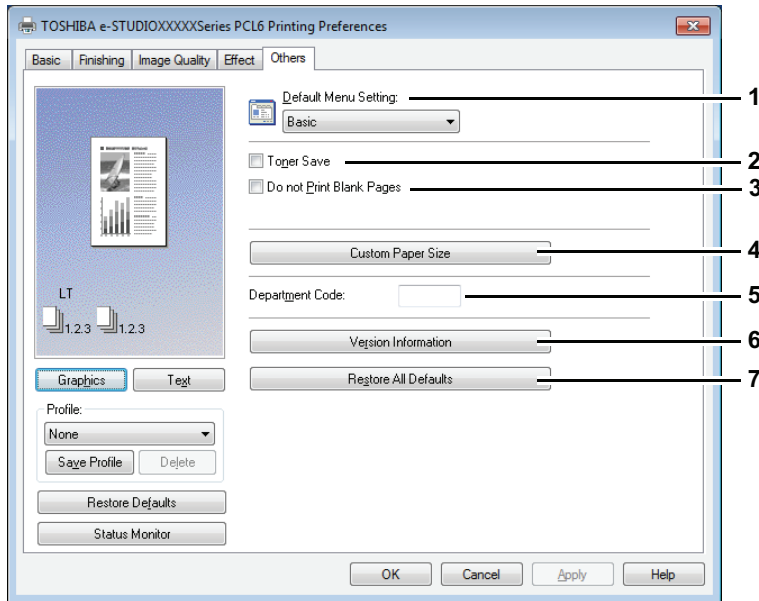 TOSHIBA e-STUDIOXXXXXSeries PCL6 Printing Preferences
Basic Finishing Image Quality Effect Others
Default Menu Setting: 1
Basic
Toner Save 2
Do not Print Blank Pages 3
Custom Paper Size 4
LT
Department Code: 5
1.2.3 1.2.3
Version Information 6
Graphics Text
Restore All Defaults 7
Profile:
None
Save Profile Delete
Restore Defaults
Status Monitor
OK Cancel Apply Help